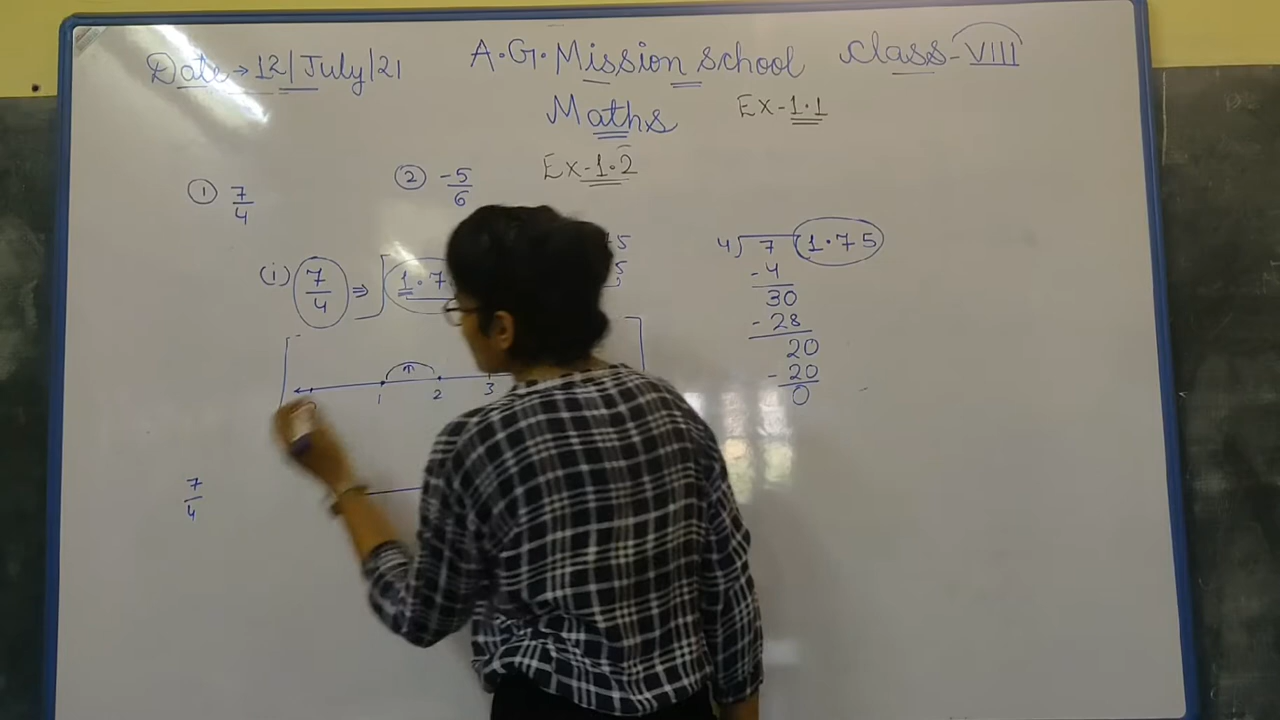 Date → 12/July/21 A.G.Mission school Class-VIII
Maths Ex-1.1
Ex-1.2
① 7/4 ② -5/6
(i) 7/4 ⇒ 1.7
5
5
4)7(1.75
-4
30
-28
20
-20
0
1 2 3
7/4